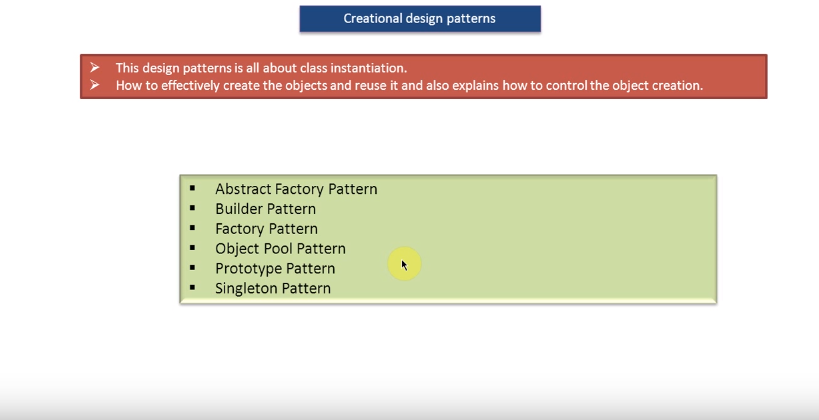 Creational design patterns
➢ This design patterns is all about class instantiation.
➢ How to effectively create the objects and reuse it and also explains how to control the object creation.
▪ Abstract Factory Pattern
▪ Builder Pattern
▪ Factory Pattern
▪ Object Pool Pattern
▪ Prototype Pattern
▪ Singleton Pattern